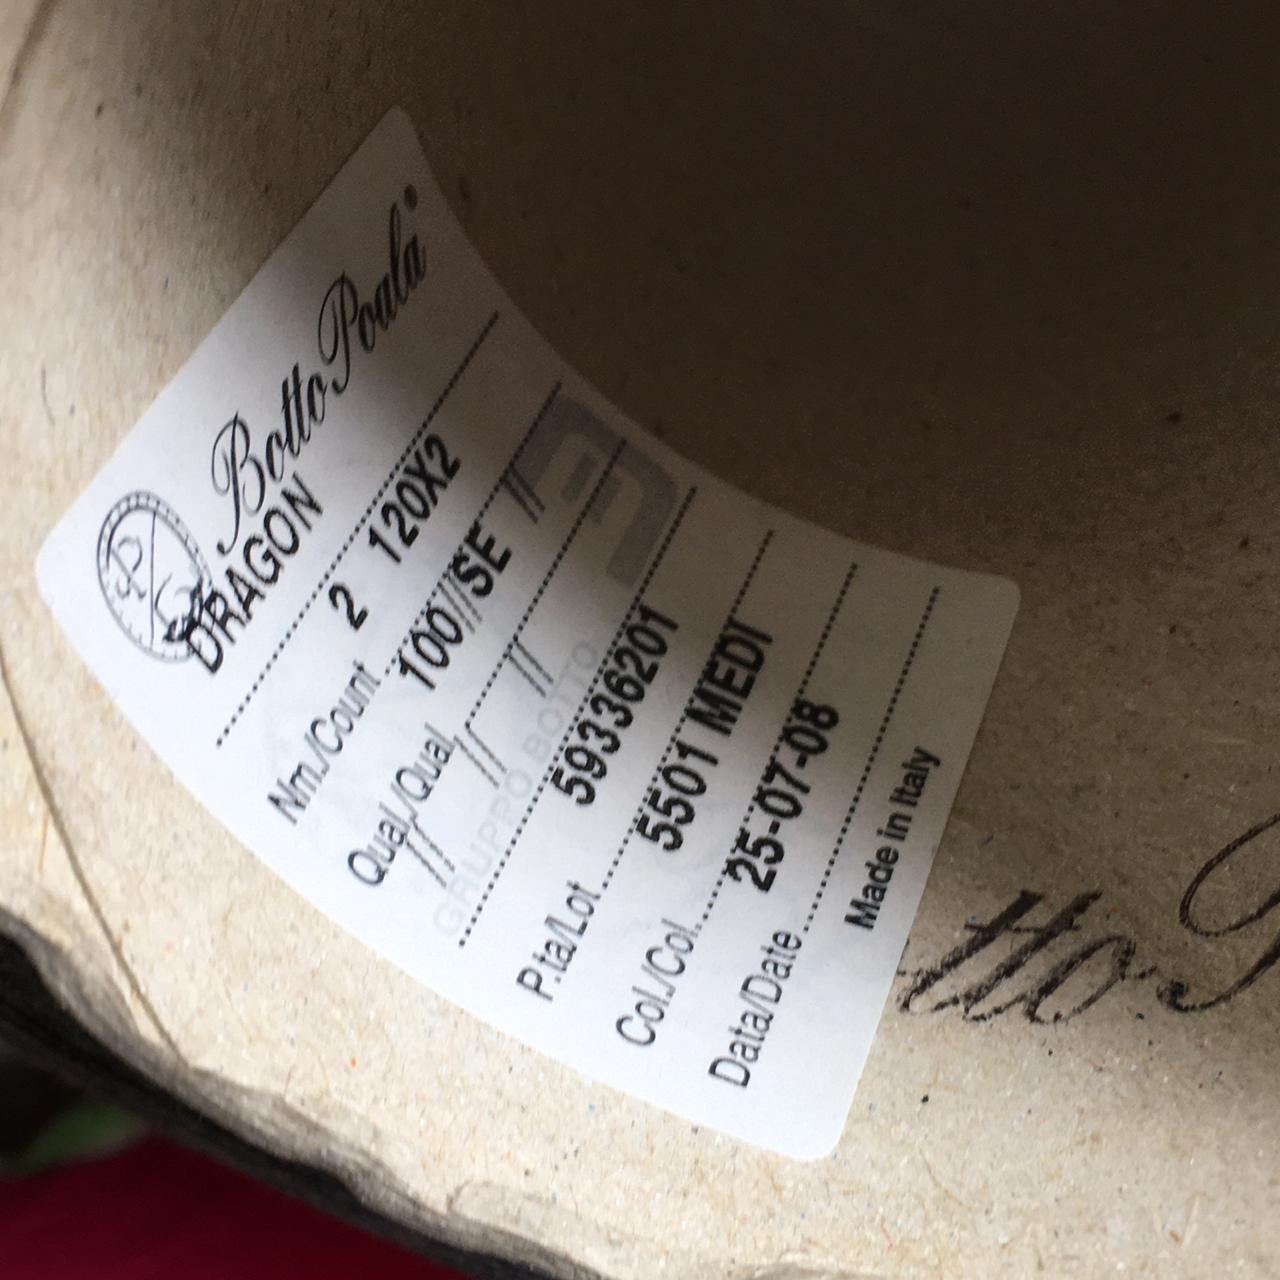 Botto Poala
DRAGON
Nm./Count 2 120X2
Qual./Qual. 100//SE //
// // //
GRUPPO BOTTO
P.ta/Lot 59336201
Col./Col. 5501 MEDI
Data/Date 25-07-08
Made in Italy
tto P